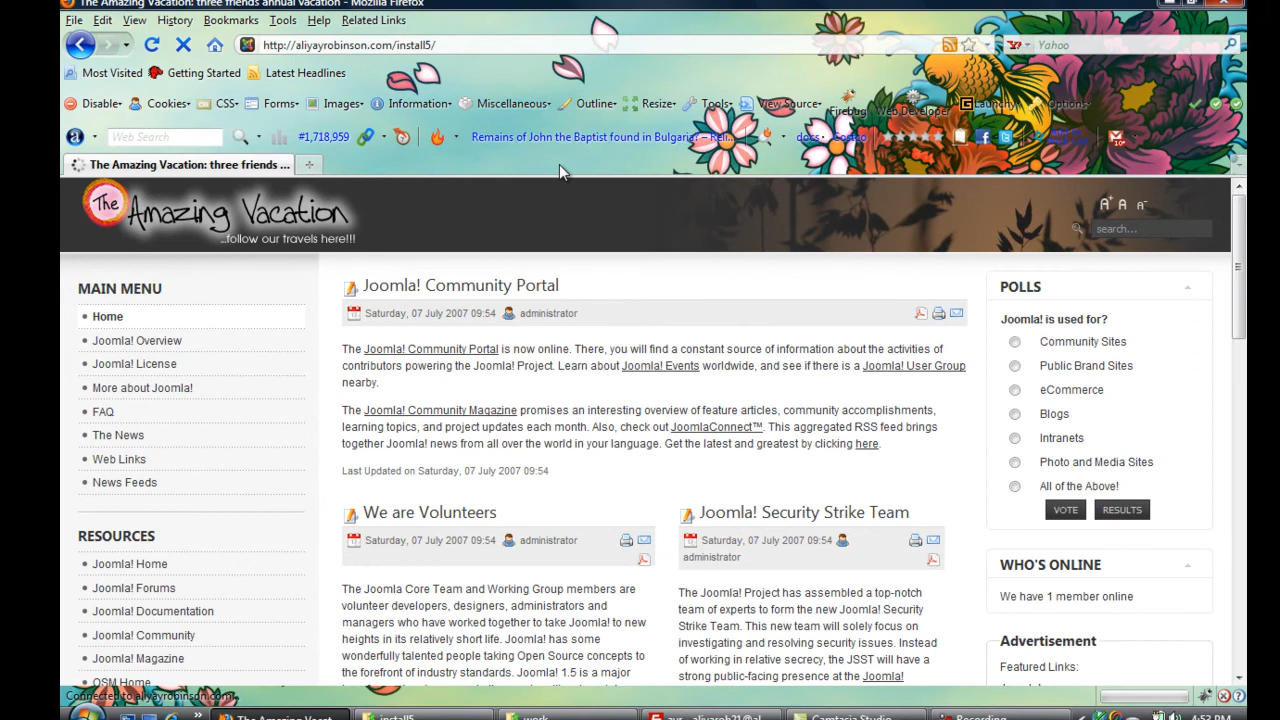 The Amazing Vacation: three friends annual vacation - Mozilla Firefox
File Edit View History Bookmarks Tools Help Related Links
http://aliyayrobinson.com/install5/
Yahoo
Most Visited Getting Started Latest Headlines
Disable Cookies CSS Forms Images Information Miscellaneous Outline Resize Tools View Source Options
Firebug Web Developer
Web Search #1,718,959 Remains of John the Baptist found in Bulgaria? – Reli... docs Costco
The Amazing Vacation: three friends ...
The Amazing Vacation
...follow our travels here!!!
A+ A A-
search...
MAIN MENU
Home
Joomla! Overview
Joomla! License
More about Joomla!
FAQ
The News
Web Links
News Feeds
RESOURCES
Joomla! Home
Joomla! Forums
Joomla! Documentation
Joomla! Community
Joomla! Magazine
OSM Home
Joomla! Community Portal
Saturday, 07 July 2007 09:54 administrator
The Joomla! Community Portal is now online. There, you will find a constant source of information about the activities of
contributors powering the Joomla! Project. Learn about Joomla! Events worldwide, and see if there is a Joomla! User Group
nearby.
The Joomla! Community Magazine promises an interesting overview of feature articles, community accomplishments,
learning topics, and project updates each month. Also, check out JoomlaConnect™. This aggregated RSS feed brings
together Joomla! news from all over the world in your language. Get the latest and greatest by clicking here.
Last Updated on Saturday, 07 July 2007 09:54
We are Volunteers
Saturday, 07 July 2007 09:54 administrator
The Joomla Core Team and Working Group members are
volunteer developers, designers, administrators and
managers who have worked together to take Joomla! to new
heights in its relatively short life. Joomla! has some
wonderfully talented people taking Open Source concepts to
the forefront of industry standards. Joomla! 1.5 is a major
Joomla! Security Strike Team
Saturday, 07 July 2007 09:54
administrator
The Joomla! Project has assembled a top-notch
team of experts to form the new Joomla! Security
Strike Team. This new team will solely focus on
investigating and resolving security issues. Instead
of working in relative secrecy, the JSST will have a
strong public-facing presence at the Joomla!
POLLS
Joomla! is used for?
Community Sites
Public Brand Sites
eCommerce
Blogs
Intranets
Photo and Media Sites
All of the Above!
VOTE RESULTS
WHO'S ONLINE
We have 1 member online
Advertisement
Featured Links:
Connected to aliyayrobinson.com...
The Amazing Vacat... install5 work Camtasia Studio... Recording... 4:52 PM